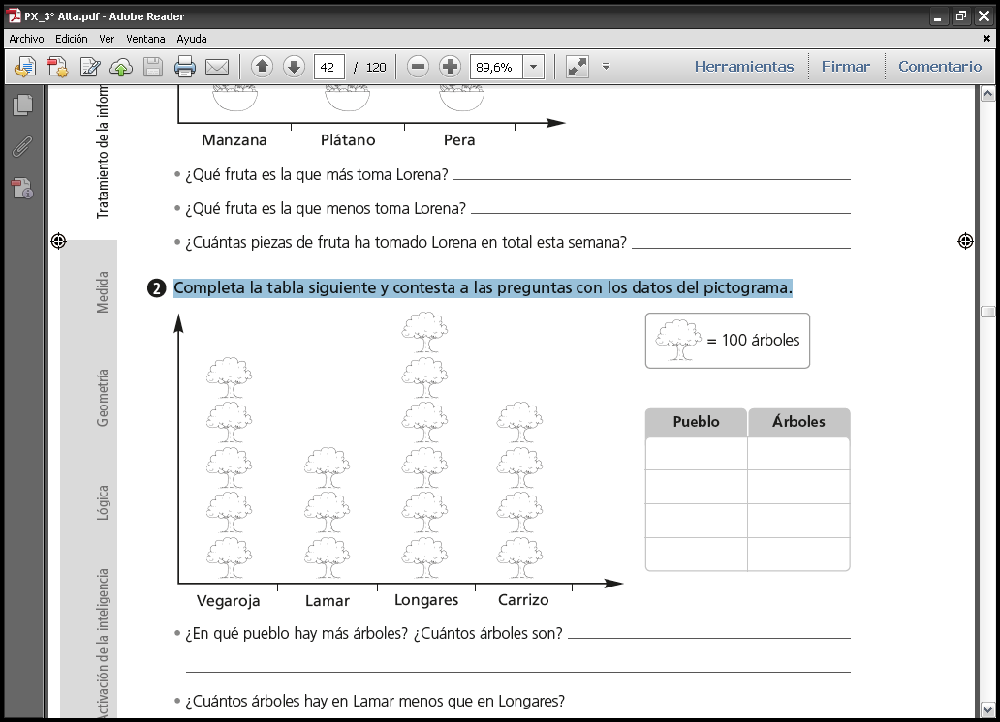 PX_3º Alta.pdf - Adobe Reader
Archivo Edición Ver Ventana Ayuda
42 / 120 89,6% Herramientas Firmar Comentario
Tratamiento de la inform
Manzana Plátano Pera
• ¿Qué fruta es la que más toma Lorena?
• ¿Qué fruta es la que menos toma Lorena?
• ¿Cuántas piezas de fruta ha tomado Lorena en total esta semana?
Medida
Geometría
Lógica
Activación de la inteligencia
2 Completa la tabla siguiente y contesta a las preguntas con los datos del pictograma.
= 100 árboles
Pueblo Árboles
Vegaroja Lamar Longares Carrizo
• ¿En qué pueblo hay más árboles? ¿Cuántos árboles son?
• ¿Cuántos árboles hay en Lamar menos que en Longares?